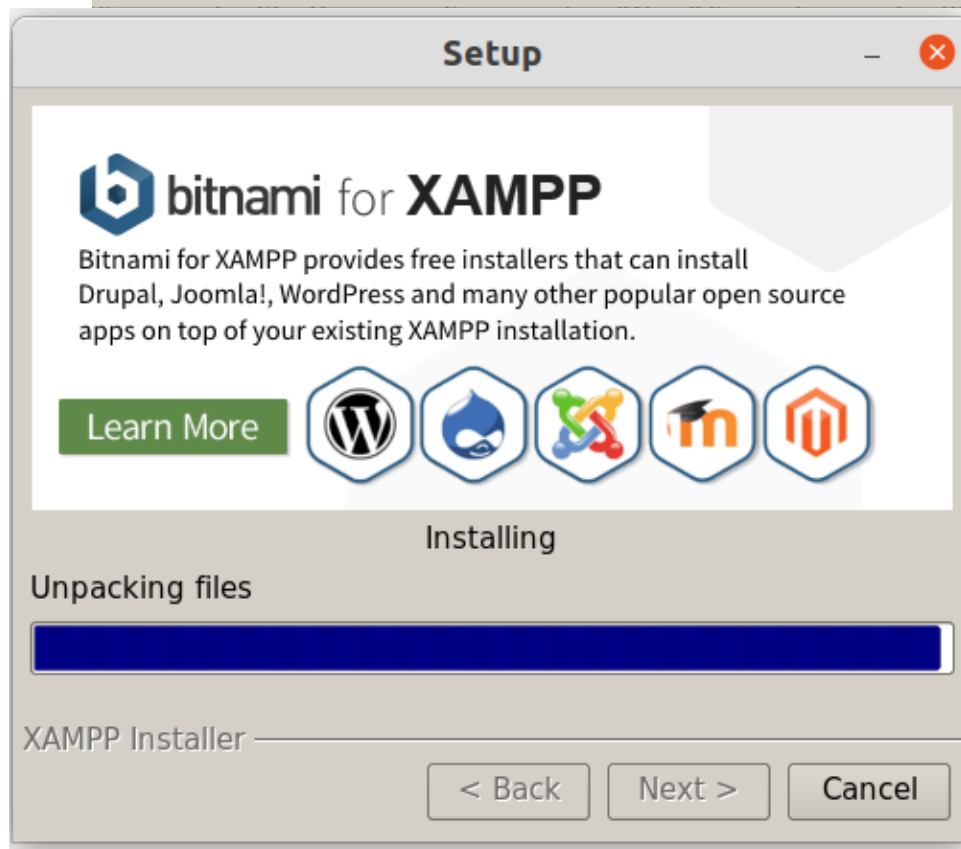 Setup
bitnami for XAMPP
Bitnami for XAMPP provides free installers that can install
Drupal, Joomla!, WordPress and many other popular open source
apps on top of your existing XAMPP installation.
Learn More
Installing
Unpacking files
XAMPP Installer
< Back Next > Cancel